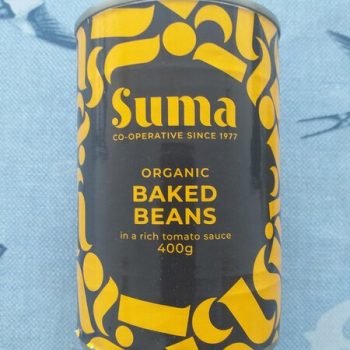 Suma
CO-OPERATIVE SINCE 1977
ORGANIC
BAKED
BEANS
in a rich tomato sauce
400g